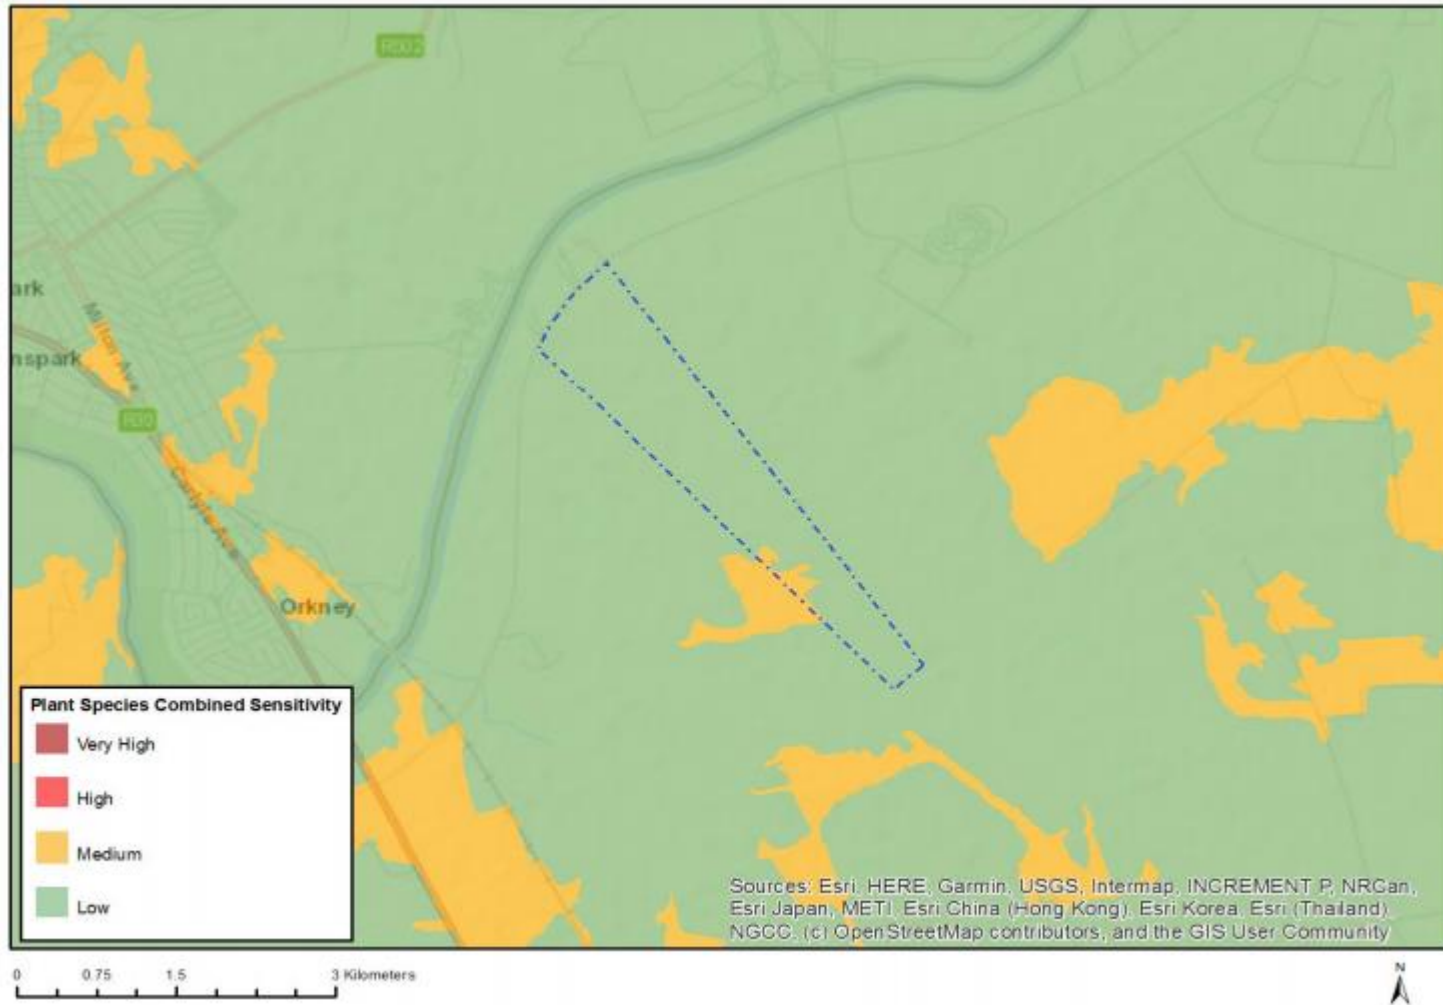 R502
ark
Milton Ave
nspark
R30
Carlyle Ave
Orkney
Plant Species Combined Sensitivity
Very High
High
Medium
Low
Sources: Esri, HERE, Garmin, USGS, Intermap, INCREMENT P, NRCan,
Esri Japan, METI, Esri China (Hong Kong), Esri Korea, Esri (Thailand),
NGCC, (c) OpenStreetMap contributors, and the GIS User Community
0 0.75 1.5 3 Kilometers
N